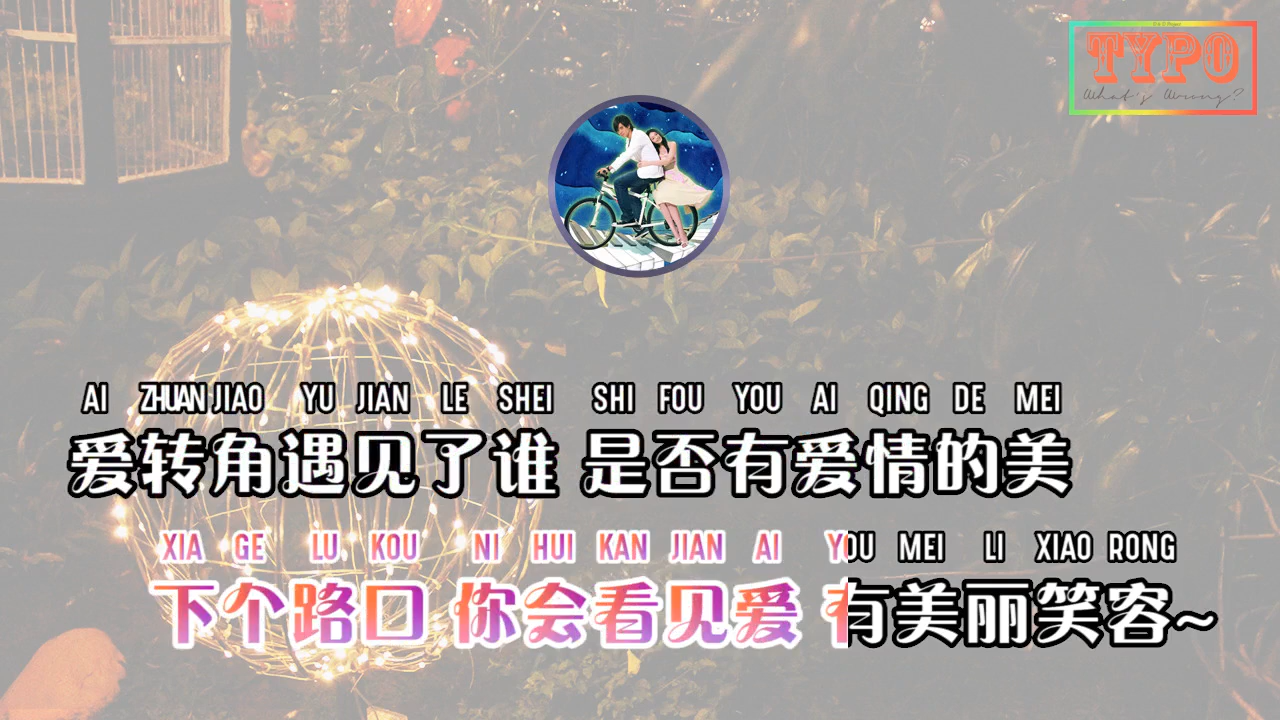 TYPO
What's Wrong?
AI ZHUAN JIAO YU JIAN LE SHEI SHI FOU YOU AI QING DE MEI
爱转角遇见了谁 是否有爱情的美
XIA GE LU KOU NI HUI KAN JIAN AI YOU MEI LI XIAO RONG
下个路口 你会看见爱 有美丽笑容~